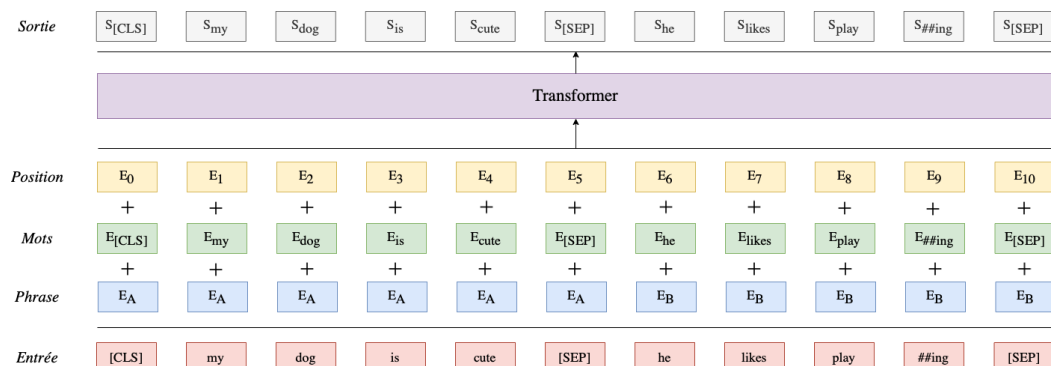 Sortie S[CLS] Smy Sdog Sis Scute S[SEP] She Slikes Splay S##ing S[SEP]
Transformer
Position E0 E1 E2 E3 E4 E5 E6 E7 E8 E9 E10
+ + + + + + + + + + +
Mots E[CLS] Emy Edog Eis Ecute E[SEP] Ehe Elikes Eplay E##ing E[SEP]
+ + + + + + + + + + +
Phrase EA EA EA EA EA EA EB EB EB EB EB
Entrée [CLS] my dog is cute [SEP] he likes play ##ing [SEP]